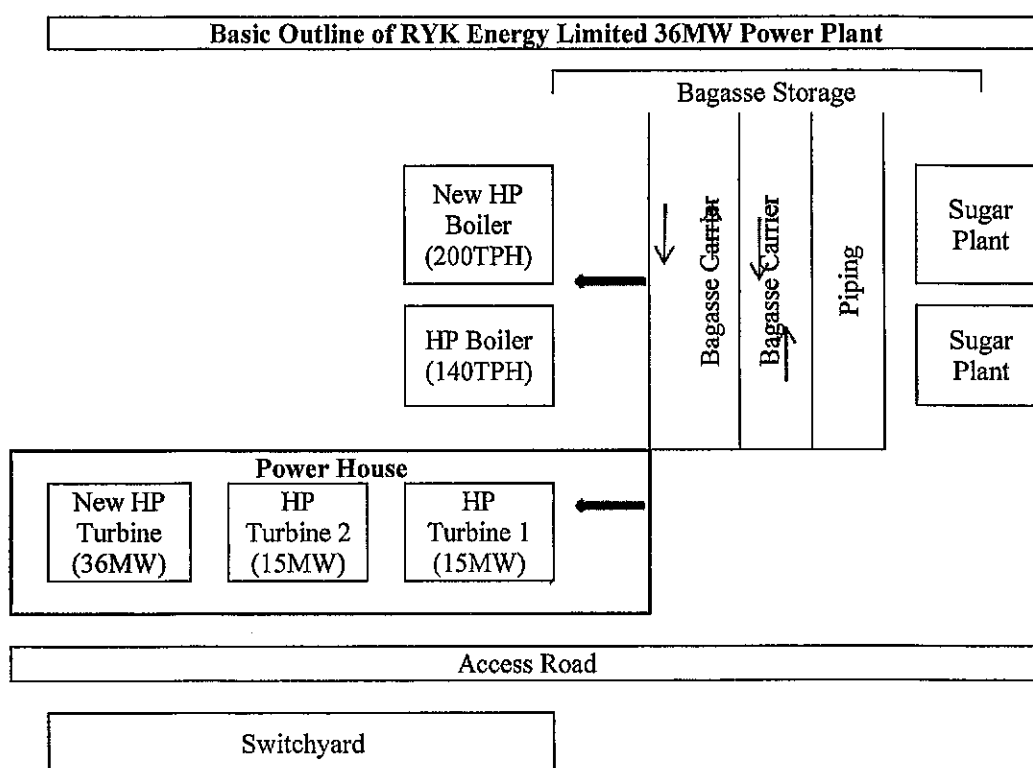 Basic Outline of RYK Energy Limited 36MW Power Plant
Bagasse Storage
New HP
Boiler
(200TPH)
Bagasse Carrier
Bagasse Carrier
Piping
Sugar
Plant
HP Boiler
(140TPH)
Sugar
Plant
Power House
New HP
Turbine
(36MW)
HP
Turbine 2
(15MW)
HP
Turbine 1
(15MW)
Access Road
Switchyard